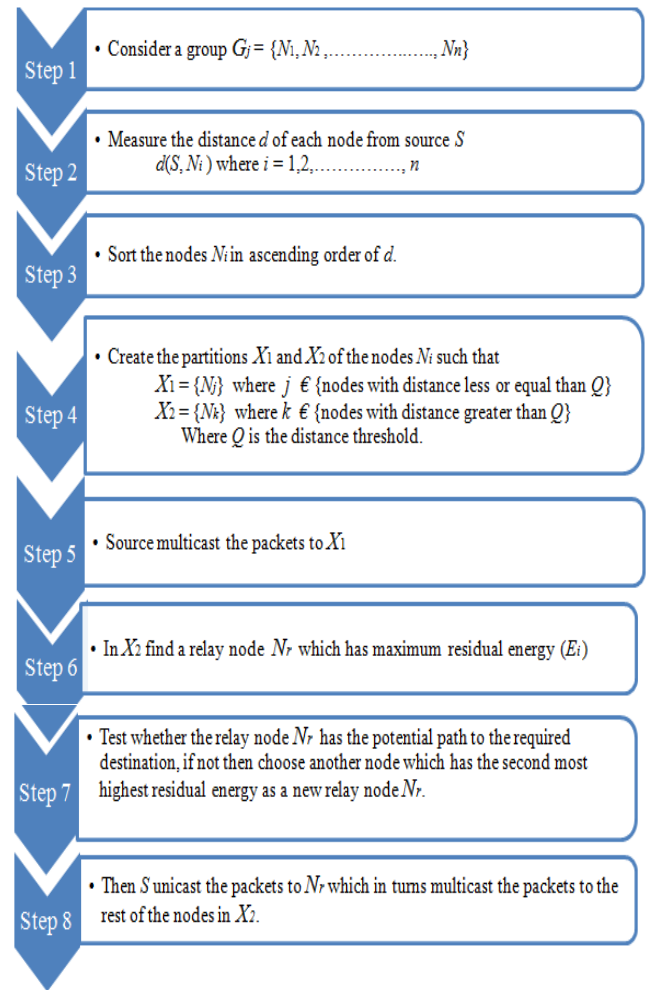 Step 1
• Consider a group Gj = {N1, N2 ,…………..….., Nn}
Step 2
• Measure the distance d of each node from source S
d(S, Ni ) where i = 1,2,……………, n
Step 3
• Sort the nodes Ni in ascending order of d.
Step 4
• Create the partitions X1 and X2 of the nodes Ni such that
X1 = {Nj} where j € {nodes with distance less or equal than Q}
X2 = {Nk} where k € {nodes with distance greater than Q}
Where Q is the distance threshold.
Step 5
• Source multicast the packets to X1
Step 6
• In X2 find a relay node Nr which has maximum residual energy (Ei)
Step 7
• Test whether the relay node Nr has the potential path to the required
destination, if not then choose another node which has the second most
highest residual energy as a new relay node Nr.
Step 8
• Then S unicast the packets to Nr which in turns multicast the packets to the
rest of the nodes in X2.